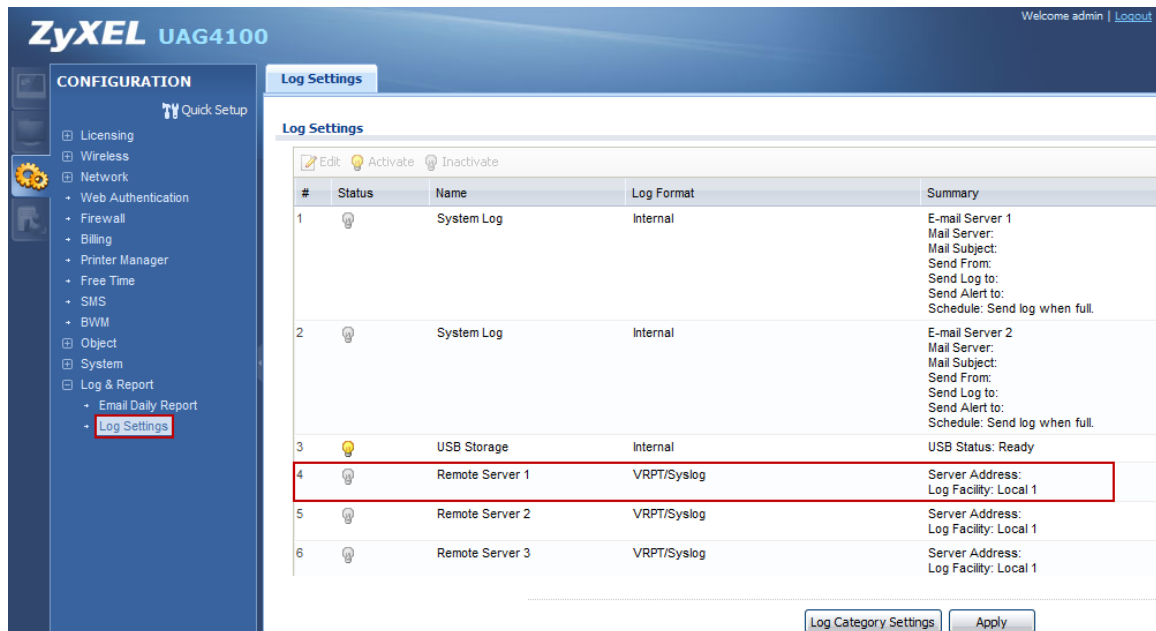 ZyXEL UAG4100
Welcome admin | Logout
CONFIGURATION
Quick Setup
Licensing
Wireless
Network
Web Authentication
Firewall
Billing
Printer Manager
Free Time
SMS
BWM
Object
System
Log & Report
Email Daily Report
Log Settings
Log Settings
Log Settings
Edit Activate Inactivate
# Status Name Log Format Summary
1 System Log Internal E-mail Server 1
Mail Server:
Mail Subject:
Send From:
Send Log to:
Send Alert to:
Schedule: Send log when full.
2 System Log Internal E-mail Server 2
Mail Server:
Mail Subject:
Send From:
Send Log to:
Send Alert to:
Schedule: Send log when full.
3 USB Storage Internal USB Status: Ready
4 Remote Server 1 VRPT/Syslog Server Address:
Log Facility: Local 1
5 Remote Server 2 VRPT/Syslog Server Address:
Log Facility: Local 1
6 Remote Server 3 VRPT/Syslog Server Address:
Log Facility: Local 1
Log Category Settings Apply